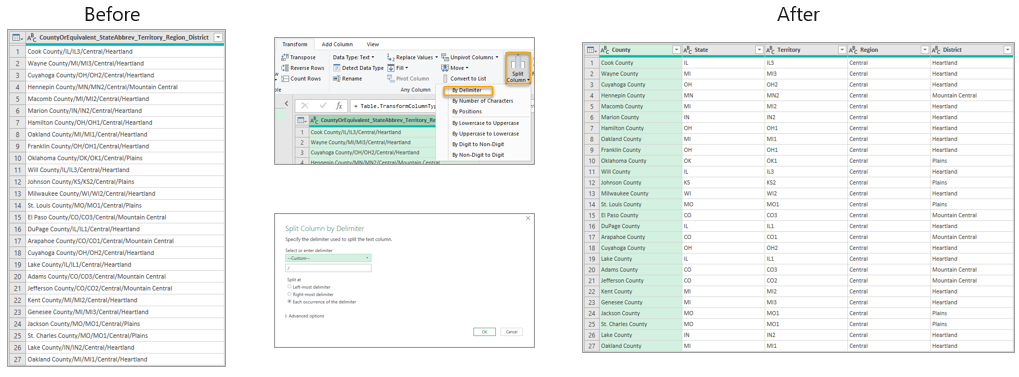 Before
CountyOrEquivalent_StateAbbrev_Territory_Region_District
1 Cook County/IL/IL3/Central/Heartland
2 Wayne County/MI/MI3/Central/Heartland
3 Cuyahoga County/OH/OH2/Central/Heartland
4 Hennepin County/MN/MN2/Central/Mountain Central
5 Macomb County/MI/MI2/Central/Heartland
6 Marion County/IN/IN2/Central/Heartland
7 Hamilton County/OH/OH1/Central/Heartland
8 Oakland County/MI/MI1/Central/Heartland
9 Franklin County/OH/OH1/Central/Heartland
10 Oklahoma County/OK/OK1/Central/Plains
11 Will County/IL/IL3/Central/Heartland
12 Johnson County/KS/KS2/Central/Plains
13 Milwaukee County/WI/WI2/Central/Heartland
14 St. Louis County/MO/MO1/Central/Plains
15 El Paso County/CO/CO3/Central/Mountain Central
16 DuPage County/IL/IL1/Central/Heartland
17 Arapahoe County/CO/CO1/Central/Mountain Central
18 Cuyahoga County/OH/OH2/Central/Heartland
19 Lake County/IL/IL1/Central/Heartland
20 Adams County/CO/CO3/Central/Mountain Central
21 Jefferson County/CO/CO2/Central/Mountain Central
22 Kent County/MI/MI2/Central/Heartland
23 Genesee County/MI/MI3/Central/Heartland
24 Jackson County/MO/MO1/Central/Plains
25 St. Charles County/MO/MO1/Central/Plains
26 Lake County/IN/IN2/Central/Heartland
27 Oakland County/MI/MI1/Central/Heartland
Transform Add Column View
Transpose Data Type: Text Replace Values Unpivot Columns
Reverse Rows Detect Data Type Fill Move
Count Rows Rename Pivot Column Convert to List
Split Column
Any Column
By Delimiter
By Number of Characters
By Positions
By Lowercase to Uppercase
By Uppercase to Lowercase
By Digit to Non-Digit
By Non-Digit to Digit
= Table.TransformColumnTyp
CountyOrEquivalent_StateAbbrev_Territory_Re
1 Cook County/IL/IL3/Central/Heartland
2 Wayne County/MI/MI3/Central/Heartland
3 Cuyahoga County/OH/OH2/Central/Heartland
4 Hennepin County/MN/MN2/Central/Mountain Central
Split Column by Delimiter
Specify the delimiter used to split the text column.
Select or enter delimiter
--Custom--
/
Split at
Left-most delimiter
Right-most delimiter
Each occurrence of the delimiter
Advanced options
OK Cancel
After
County State Territory Region District
1 Cook County IL IL3 Central Heartland
2 Wayne County MI MI3 Central Heartland
3 Cuyahoga County OH OH2 Central Heartland
4 Hennepin County MN MN2 Central Mountain Central
5 Macomb County MI MI2 Central Heartland
6 Marion County IN IN2 Central Heartland
7 Hamilton County OH OH1 Central Heartland
8 Oakland County MI MI1 Central Heartland
9 Franklin County OH OH1 Central Heartland
10 Oklahoma County OK OK1 Central Plains
11 Will County IL IL3 Central Heartland
12 Johnson County KS KS2 Central Plains
13 Milwaukee County WI WI2 Central Heartland
14 St. Louis County MO MO1 Central Plains
15 El Paso County CO CO3 Central Mountain Central
16 DuPage County IL IL1 Central Heartland
17 Arapahoe County CO CO1 Central Mountain Central
18 Cuyahoga County OH OH2 Central Heartland
19 Lake County IL IL1 Central Heartland
20 Adams County CO CO3 Central Mountain Central
21 Jefferson County CO CO2 Central Mountain Central
22 Kent County MI MI2 Central Heartland
23 Genesee County MI MI3 Central Heartland
24 Jackson County MO MO1 Central Plains
25 St. Charles County MO MO1 Central Plains
26 Lake County IN IN2 Central Heartland
27 Oakland County MI MI1 Central Heartland